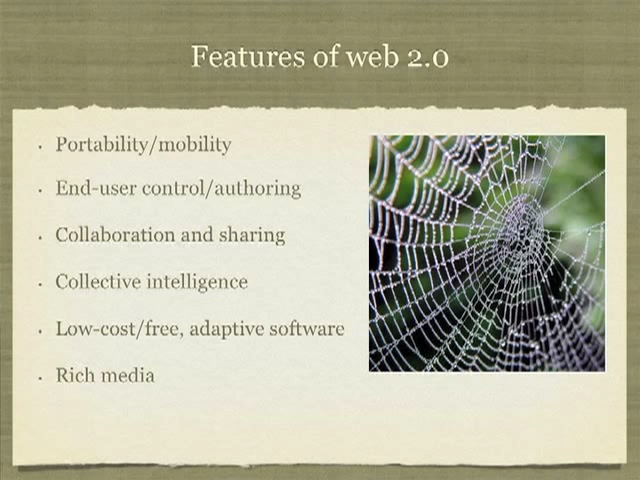 Features of web 2.0
Portability/mobility
End-user control/authoring
Collaboration and sharing
Collective intelligence
Low-cost/free, adaptive software
Rich media